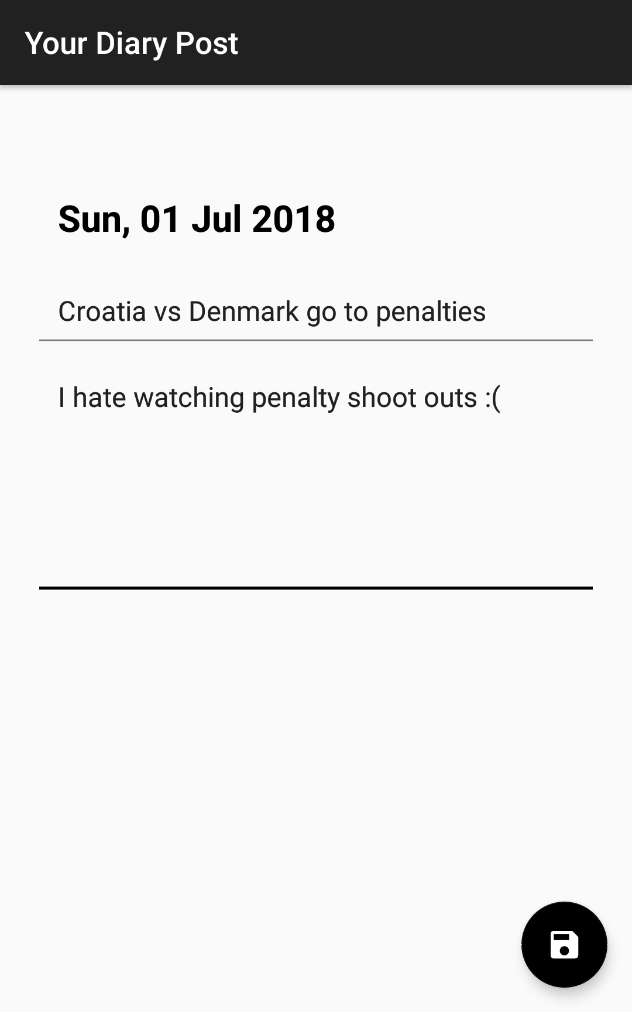 Your Diary Post
Sun, 01 Jul 2018
Croatia vs Denmark go to penalties
I hate watching penalty shoot outs :(